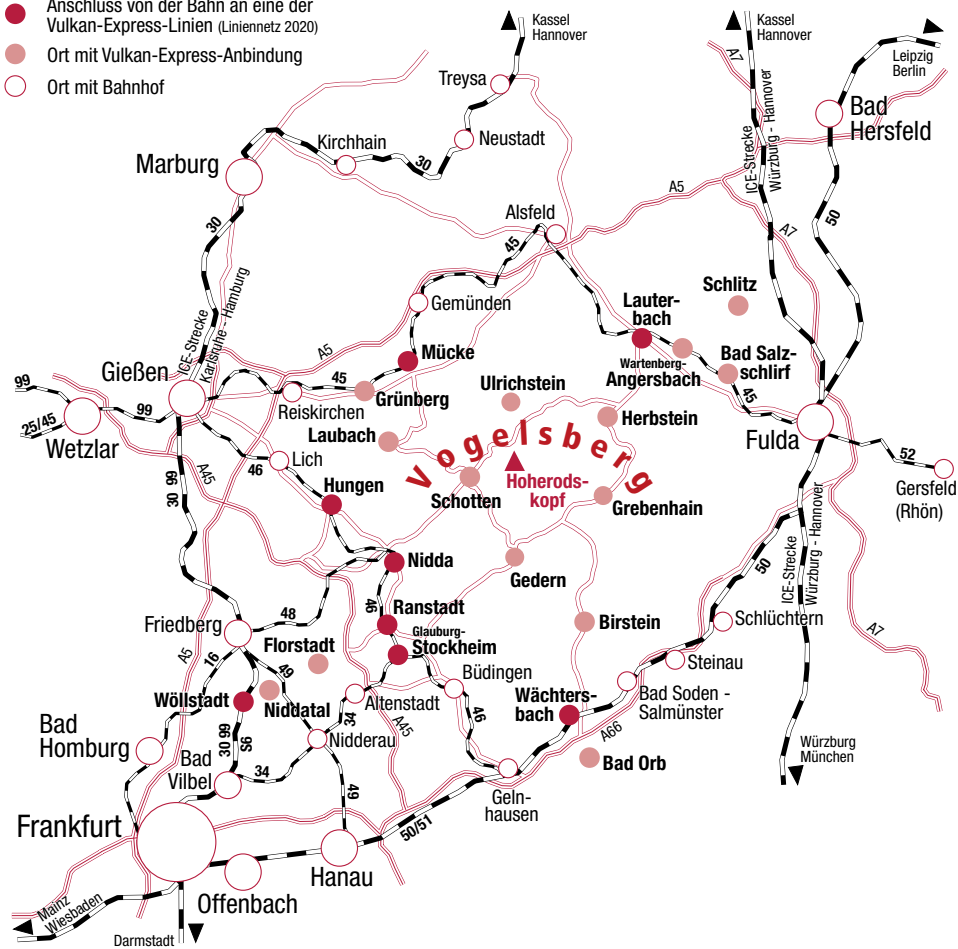 Anschluss von der Bahn an eine der
Vulkan-Express-Linien (Liniennetz 2020)
Ort mit Vulkan-Express-Anbindung
Ort mit Bahnhof
Kassel
Hannover
Kassel
Hannover
Leipzig
Berlin
A7
Treysa
Bad
Hersfeld
Neustadt
Kirchhain
30
Marburg
ICE-Strecke
Würzburg - Hannover
A5
30
Alsfeld
45
50
A7
Schlitz
Gemünden
Lauter-
bach
ICE-Strecke
Karlsruhe - Hamburg
A5
Mücke
Wartenberg-
Angersbach
Bad Salz-
schlirf
Gießen
99
45
Grünberg
Reiskirchen
Ulrichstein
45
Herbstein
99
25/45
Wetzlar
Laubach
Vogelsberg
Fulda
46
Lich
52
Gersfeld
(Rhön)
A45
30 99
Hungen
Schotten
Hoherods-
kopf
Grebenhain
ICE-Strecke
Würzburg - Hannover
Nidda
Gedern
50
48
46
Ranstadt
Glauburg-
Stockheim
Birstein
Schlüchtern
A7
Friedberg
Florstadt
A5
16
49
Steinau
Büdingen
Wöllstadt
Niddatal
Altenstadt
Wächters-
bach
Bad Soden -
Salmünster
46
34
A45
Bad
Homburg
30 99
S6
Nidderau
A66
Bad Orb
Würzburg
München
Bad
Vilbel
34
49
Geln-
hausen
50/51
Frankfurt
Hanau
Offenbach
Mainz
Wiesbaden
Darmstadt